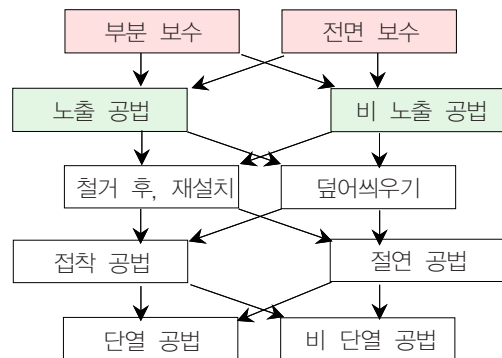 부분 보수
전면 보수
노출 공법
비 노출 공법
철거 후, 재설치
덮어씌우기
접착 공법
절연 공법
단열 공법
비 단열 공법